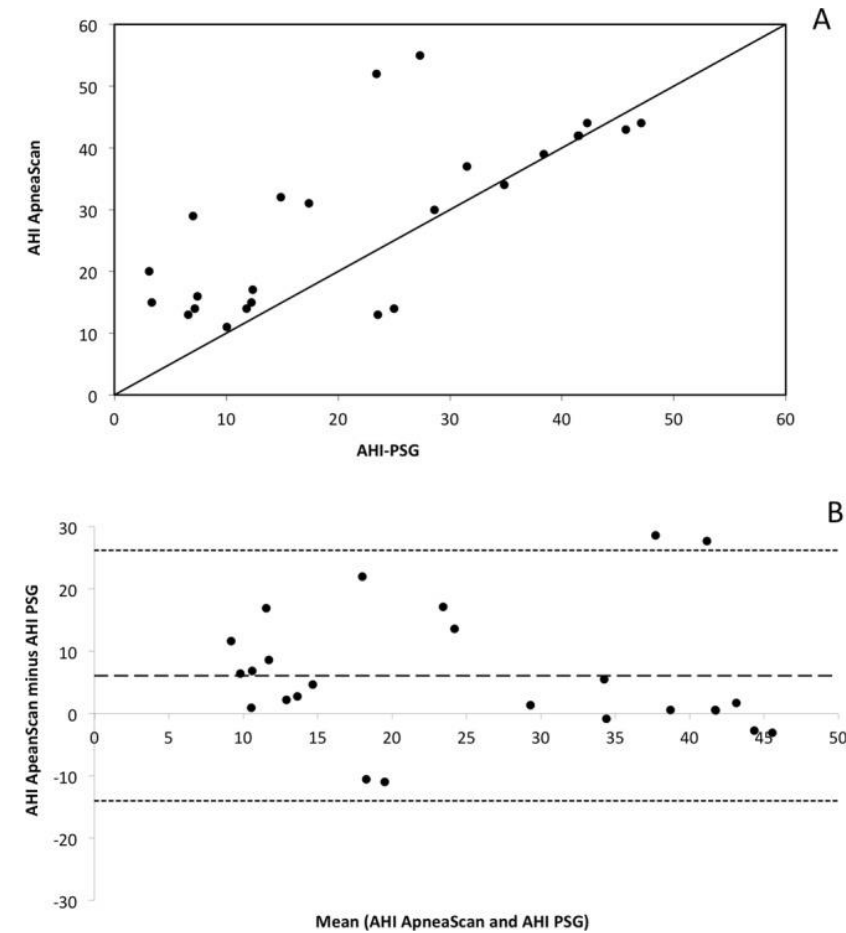 A
60
50
40
30
20
10
0
AHI ApneaScan
0 10 20 30 40 50 60
AHI-PSG
B
30
20
10
0
-10
-20
-30
AHI ApeanScan minus AHI PSG
0 5 10 15 20 25 30 35 40 45 50
Mean (AHI ApneaScan and AHI PSG)